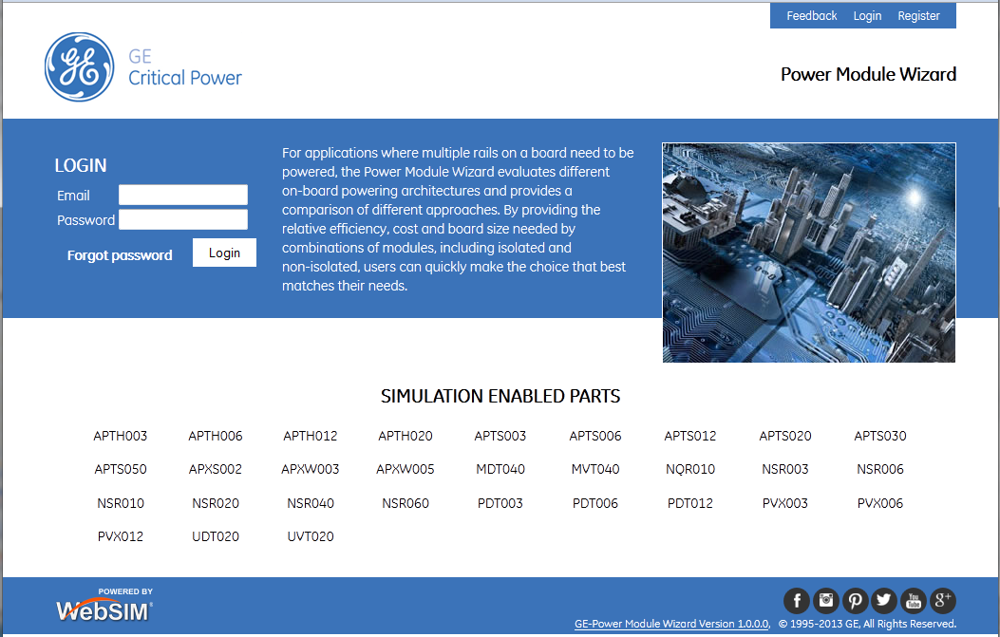 Feedback Login Register
GE
Critical Power
Power Module Wizard
LOGIN
Email
Password
Forgot password Login
For applications where multiple rails on a board need to be
powered, the Power Module Wizard evaluates different
on-board powering architectures and provides a
comparison of different approaches. By providing the
relative efficiency, cost and board size needed by
combinations of modules, including isolated and
non-isolated, users can quickly make the choice that best
matches their needs.
SIMULATION ENABLED PARTS
APTH003 APTH006 APTH012 APTH020 APTS003 APTS006 APTS012 APTS020 APTS030
APTS050 APXS002 APXW003 APXW005 MDT040 MVT040 NQR010 NSR003 NSR006
NSR010 NSR020 NSR040 NSR060 PDT003 PDT006 PDT012 PVX003 PVX006
PVX012 UDT020 UVT020
POWERED BY
WebSIM®
You
Tube
GE-Power Module Wizard Version 1.0.0.0, © 1995-2013 GE, All Rights Reserved.